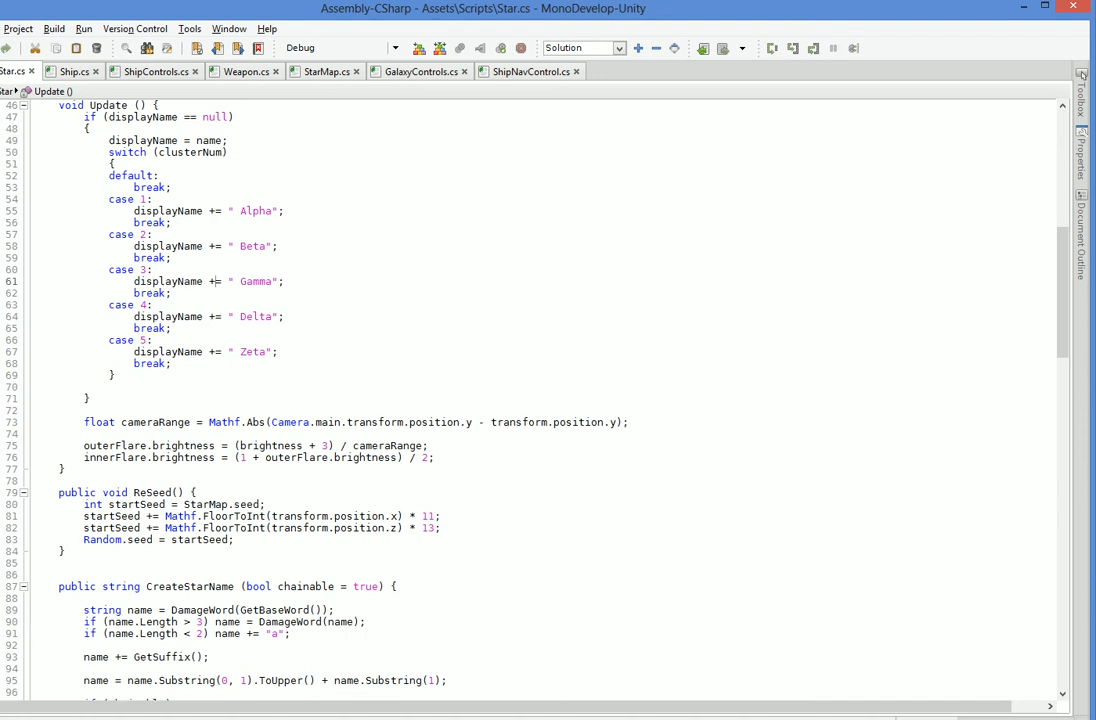 Assembly-CSharp - Assets\Scripts\Star.cs - MonoDevelop-Unity
Project Build Run Version Control Tools Window Help
Debug Solution
Star.cs Ship.cs ShipControls.cs Weapon.cs StarMap.cs GalaxyControls.cs ShipNavControl.cs
Star Update ()
Toolbox
Properties
Document Outline
46 void Update () {
47 if (displayName == null)
48 {
49 displayName = name;
50 switch (clusterNum)
51 {
52 default:
53 break;
54 case 1:
55 displayName += " Alpha";
56 break;
57 case 2:
58 displayName += " Beta";
59 break;
60 case 3:
61 displayName += " Gamma";
62 break;
63 case 4:
64 displayName += " Delta";
65 break;
66 case 5:
67 displayName += " Zeta";
68 break;
69 }
70
71 }
72
73 float cameraRange = Mathf.Abs(Camera.main.transform.position.y - transform.position.y);
74
75 outerFlare.brightness = (brightness + 3) / cameraRange;
76 innerFlare.brightness = (1 + outerFlare.brightness) / 2;
77 }
78
79 public void ReSeed() {
80 int startSeed = StarMap.seed;
81 startSeed += Mathf.FloorToInt(transform.position.x) * 11;
82 startSeed += Mathf.FloorToInt(transform.position.z) * 13;
83 Random.seed = startSeed;
84 }
85
86
87 public string CreateStarName (bool chainable = true) {
88
89 string name = DamageWord(GetBaseWord());
90 if (name.Length > 3) name = DamageWord(name);
91 if (name.Length < 2) name += "a";
92
93 name += GetSuffix();
94
95 name = name.Substring(0, 1).ToUpper() + name.Substring(1);
96